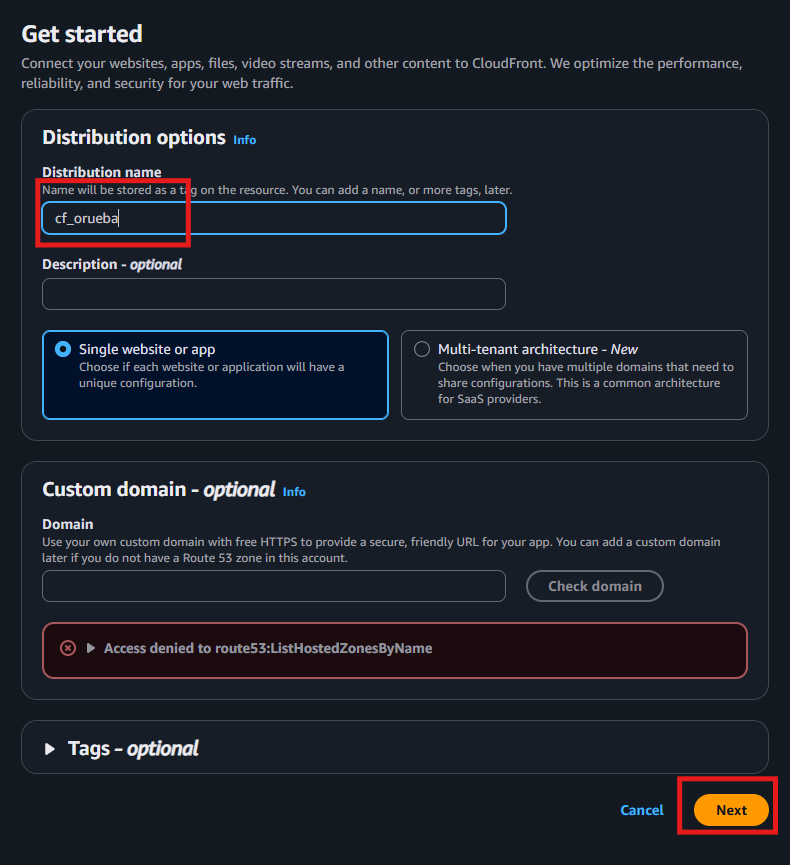 Get started
Connect your websites, apps, files, video streams, and other content to CloudFront. We optimize the performance,
reliability, and security for your web traffic.
Distribution options Info
Distribution name
Name will be stored as a tag on the resource. You can add a name, or more tags, later.
cf_orueba
Description - optional
Single website or app
Choose if each website or application will have a
unique configuration.
Multi-tenant architecture - New
Choose when you have multiple domains that need to
share configurations. This is a common architecture
for SaaS providers.
Custom domain - optional Info
Domain
Use your own custom domain with free HTTPS to provide a secure, friendly URL for your app. You can add a custom domain
later if you do not have a Route 53 zone in this account.
Check domain
Access denied to route53:ListHostedZonesByName
Tags - optional
Cancel Next